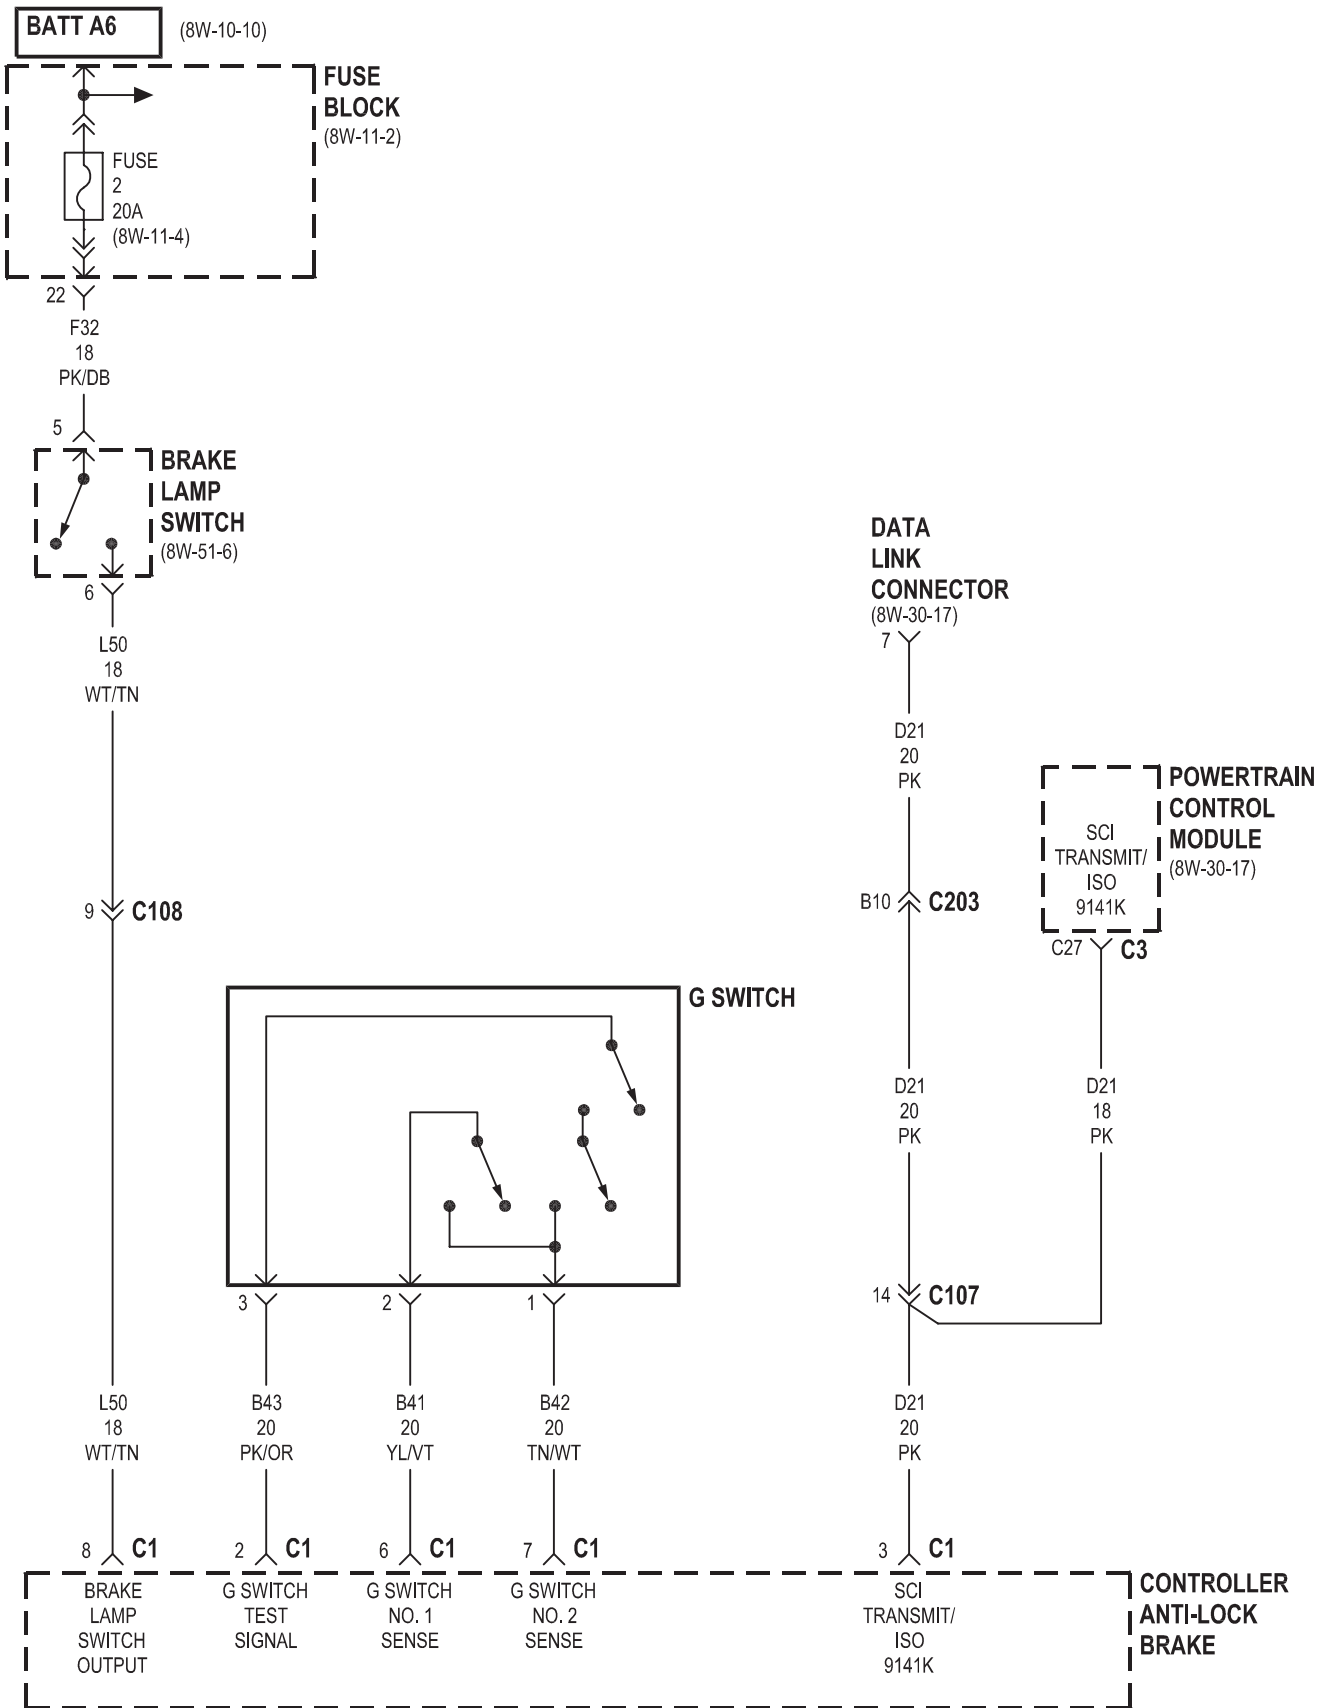 BATT A6
(8W-10-10)
FUSE
BLOCK
(8W-11-2)
FUSE
2
20A
(8W-11-4)
22
F32
18
PK/DB
5
BRAKE
LAMP
SWITCH
(8W-51-6)
6
L50
18
WT/TN
DATA
LINK
CONNECTOR
(8W-30-17)
7
D21
20
PK
POWERTRAIN
CONTROL
MODULE
(8W-30-17)
SCI
TRANSMIT/
ISO
9141K
9 C108
B10 C203
C27 C3
G SWITCH
D21
20
PK
D21
18
PK
3
2
1
14 C107
L50
18
WT/TN
B43
20
PK/OR
B41
20
YL/VT
B42
20
TN/WT
D21
20
PK
8 C1
2 C1
6 C1
7 C1
3 C1
BRAKE
LAMP
SWITCH
OUTPUT
G SWITCH
TEST
SIGNAL
G SWITCH
NO. 1
SENSE
G SWITCH
NO. 2
SENSE
SCI
TRANSMIT/
ISO
9141K
CONTROLLER
ANTI-LOCK
BRAKE